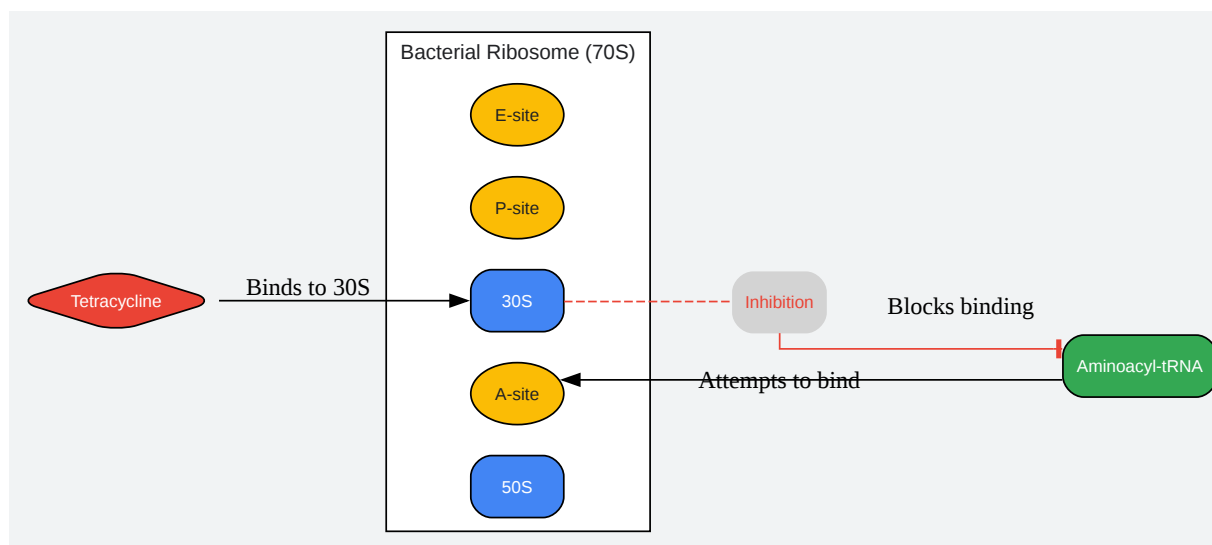 Bacterial Ribosome (70S)
E-site
P-site
Tetracycline
Binds to 30S
30S
Inhibition
Blocks binding
Aminoacyl-tRNA
Attempts to bind
A-site
50S